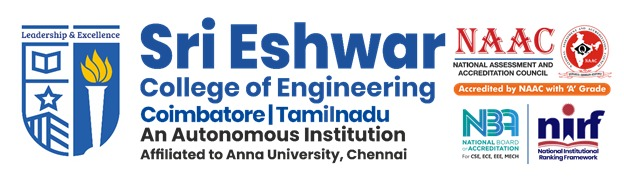 Leadership & Excellence
Sri Eshwar
College of Engineering
Coimbatore|Tamilnadu
An Autonomous Institution
Affiliated to Anna University, Chennai
NAAC
NATIONAL ASSESSMENT AND
ACCREDITATION COUNCIL
NAAC
Accredited by NAAC with 'A' Grade
NBA
NATIONAL BOARD
of ACCREDITATION
For CSE, ECE, EEE, MECH
nirf
National Institutional
Ranking Framework